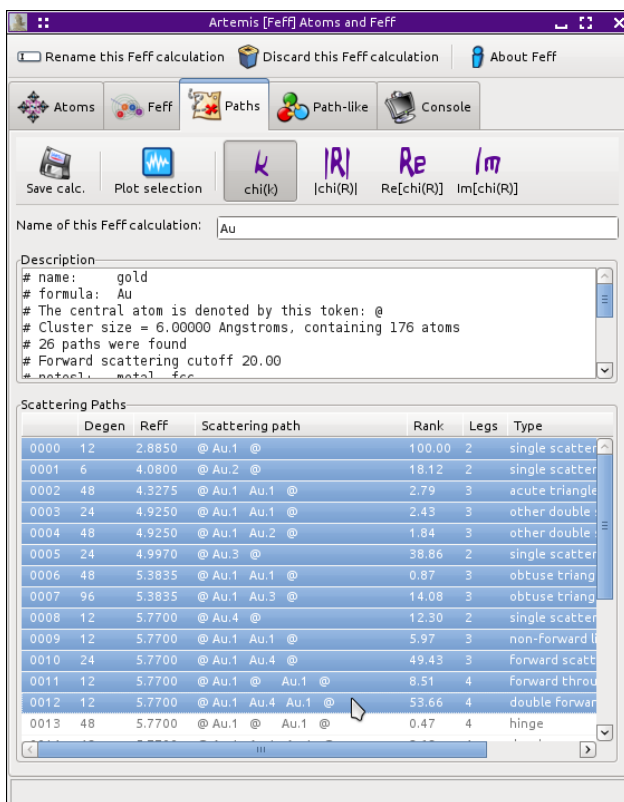 Artemis [Feff] Atoms and Feff
Rename this Feff calculation Discard this Feff calculation About Feff
Atoms Feff Paths Path-like Console
k |R| Re Im
Save calc. Plot selection chi(k) |chi(R)| Re[chi(R)] Im[chi(R)]
Name of this Feff calculation: Au
Description
# name: gold
# formula: Au
# The central atom is denoted by this token: @
# Cluster size = 6.00000 Angstroms, containing 176 atoms
# 26 paths were found
# Forward scattering cutoff 20.00
Scattering Paths
Degen Reff Scattering path Rank Legs Type
0000 12 2.8850 @ Au.1 @ 100.00 2 single scatter
0001 6 4.0800 @ Au.2 @ 18.12 2 single scatter
0002 48 4.3275 @ Au.1 Au.1 @ 2.79 3 acute triangle
0003 24 4.9250 @ Au.1 Au.1 @ 2.43 3 other double s
0004 48 4.9250 @ Au.1 Au.2 @ 1.84 3 other double s
0005 24 4.9970 @ Au.3 @ 38.86 2 single scatter
0006 48 5.3835 @ Au.1 Au.1 @ 0.87 3 obtuse triang
0007 96 5.3835 @ Au.1 Au.3 @ 14.08 3 obtuse triang
0008 12 5.7700 @ Au.4 @ 12.30 2 single scatter
0009 12 5.7700 @ Au.1 Au.1 @ 5.97 3 non-forward li
0010 24 5.7700 @ Au.1 Au.4 @ 49.43 3 forward scatt
0011 12 5.7700 @ Au.1 @ Au.1 @ 8.51 4 forward throu
0012 12 5.7700 @ Au.1 Au.4 Au.1 @ 53.66 4 double forwar
0013 48 5.7700 @ Au.1 @ Au.1 @ 0.47 4 hinge